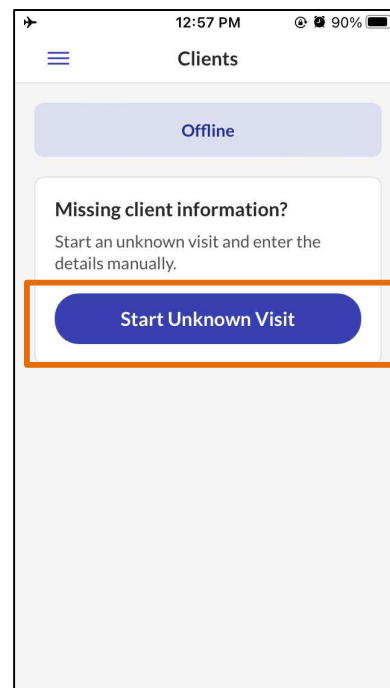 12:57 PM 90%
Clients
Offline
Missing client information?
Start an unknown visit and enter the
details manually.
Start Unknown Visit